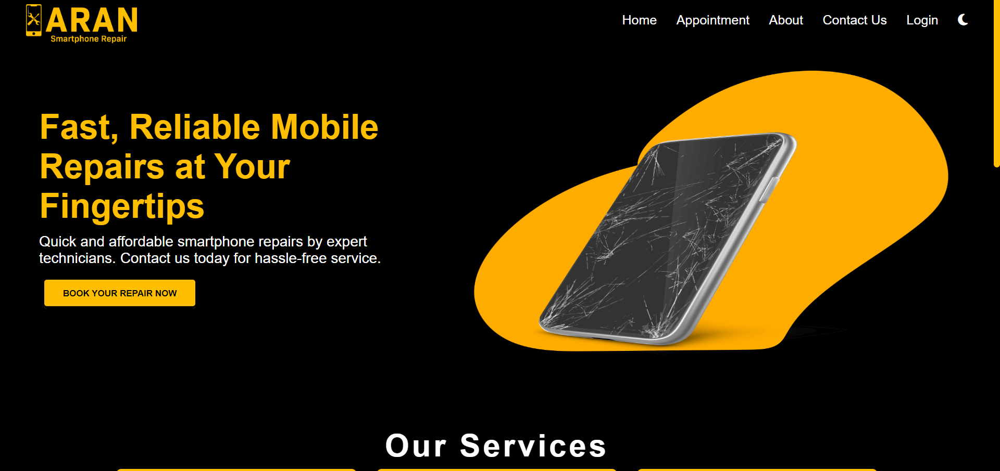 ARAN
Smartphone Repair
Home
Appointment
About
Contact Us
Login
Fast, Reliable Mobile
Repairs at Your
Fingertips
Quick and affordable smartphone repairs by expert
technicians. Contact us today for hassle-free service.
BOOK YOUR REPAIR NOW
Our Services